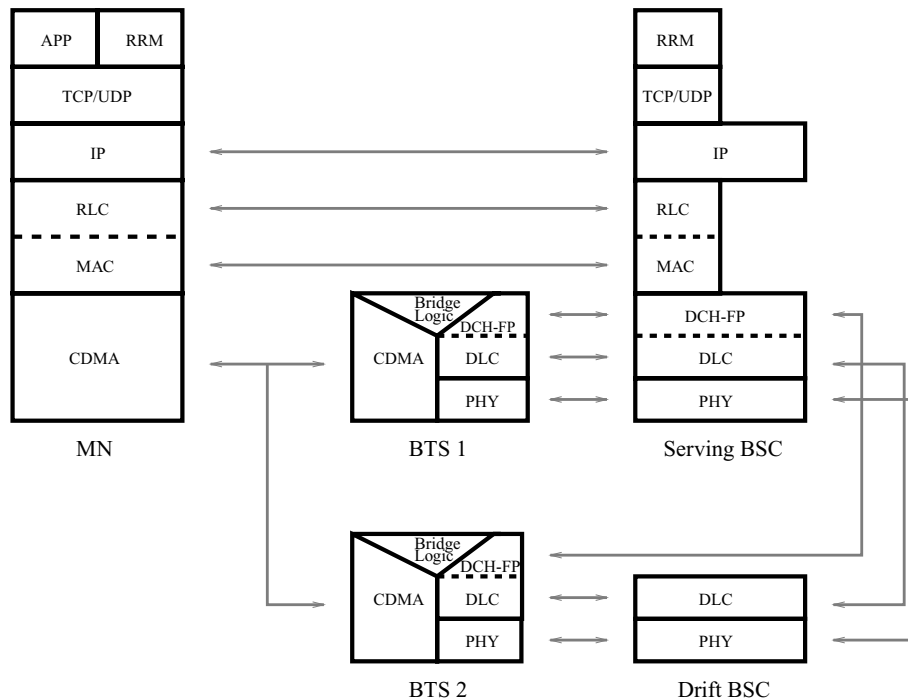 APP RRM RRM
TCP/UDP TCP/UDP
IP IP
RLC RLC
MAC MAC
Bridge
Logic
DCH-FP DCH-FP
CDMA CDMA DLC DLC
PHY PHY
MN BTS 1 Serving BSC
Bridge
Logic
DCH-FP
CDMA DLC DLC
PHY PHY
BTS 2 Drift BSC